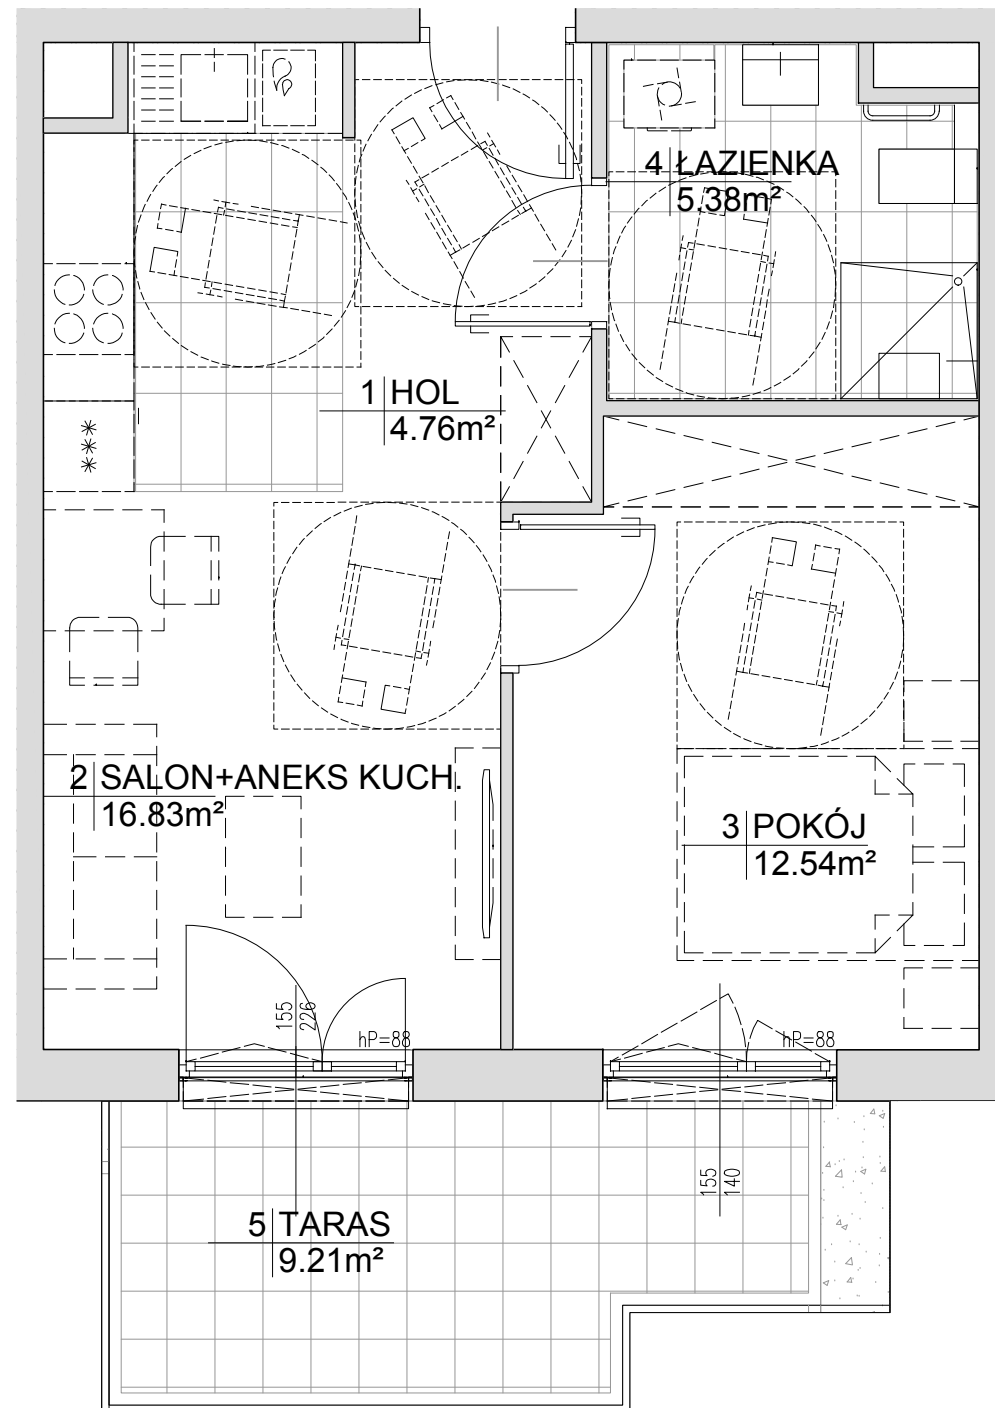 4 ŁAZIENKA
5.38m²
1 HOL
4.76m²
***
2 SALON+ANEKS KUCH.
16.83m²
3 POKÓJ
12.54m²
155
226
hP=88
hP=88
155
140
5 TARAS
9.21m²